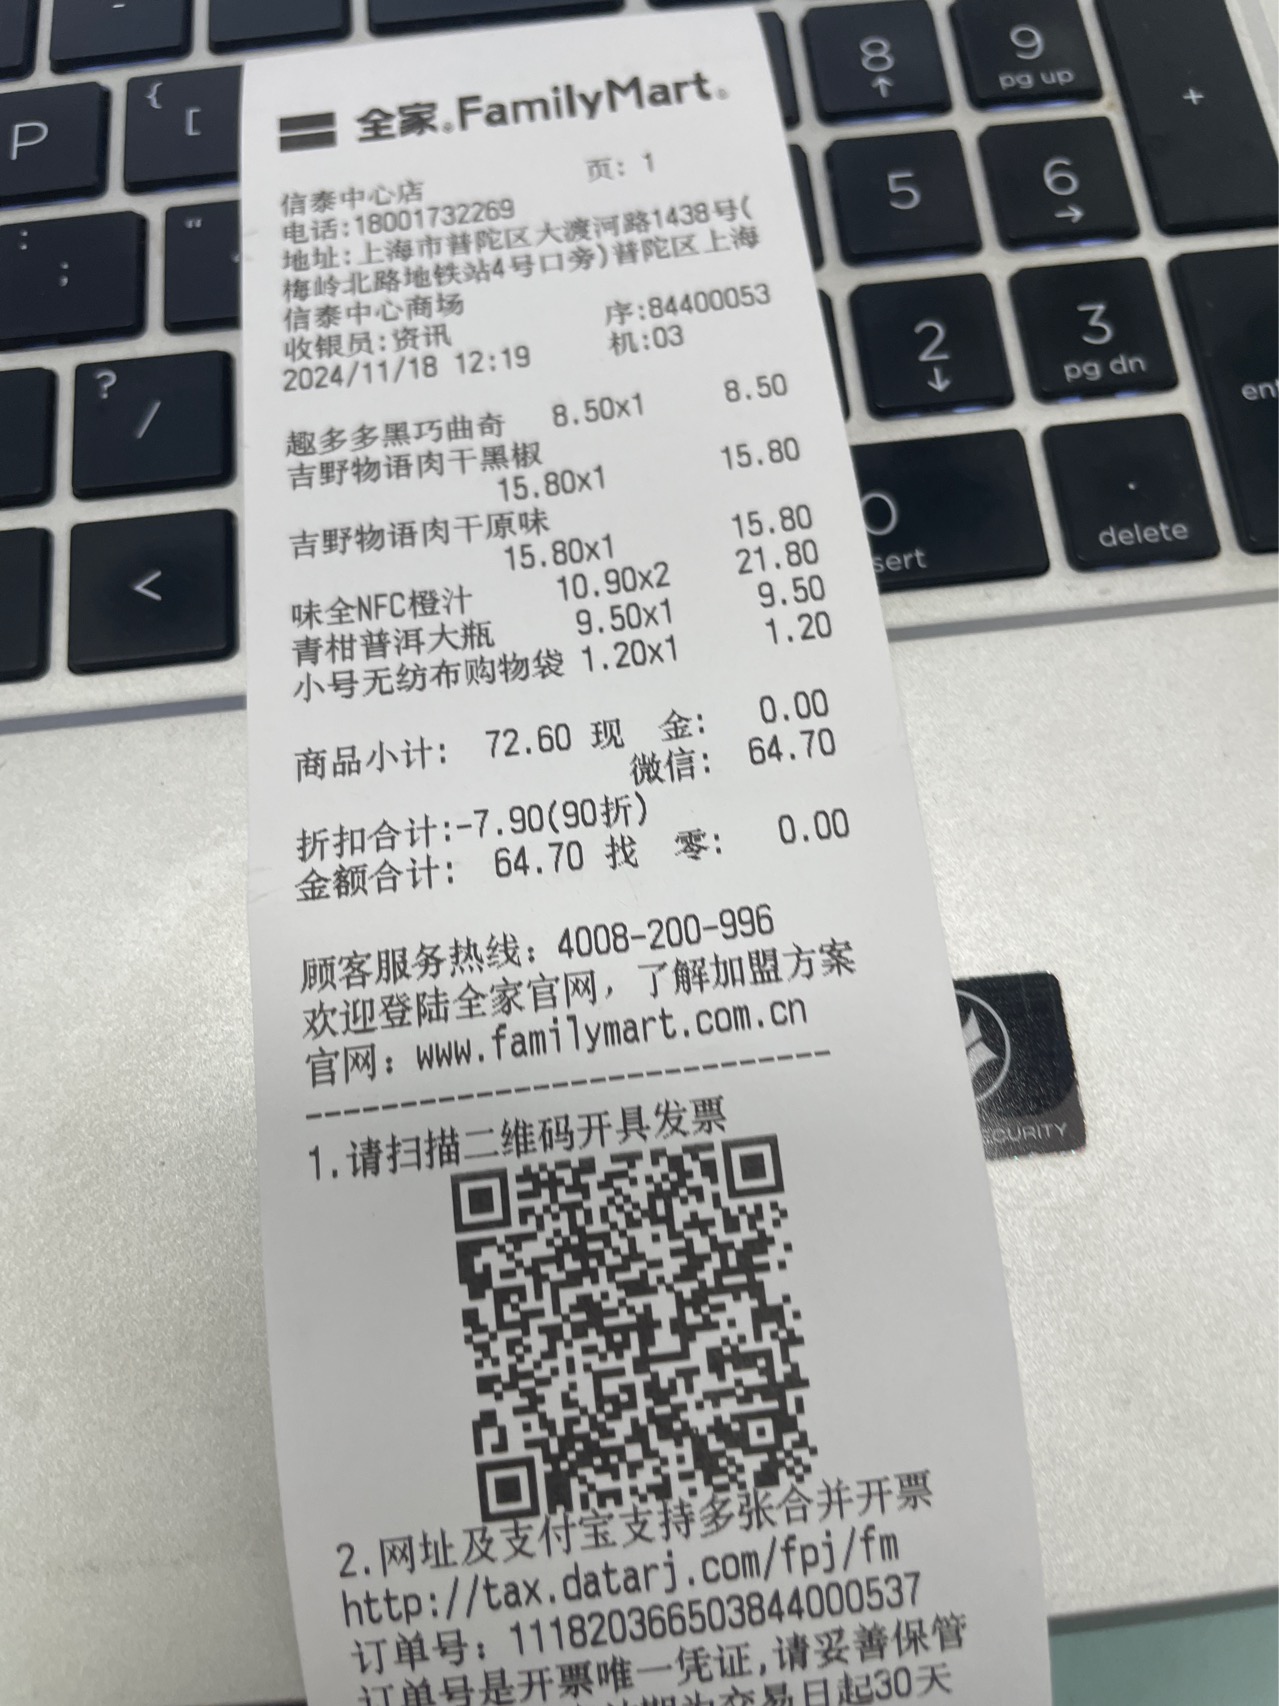 全家®FamilyMart®
页: 1
信泰中心店
电话:18001732269
地址:上海市普陀区大渡河路1438号(
梅岭北路地铁站4号口旁)普陀区上海
信泰中心商场
收银员:资讯 序:84400053
2024/11/18 12:19 机:03
趣多多黑巧曲奇 8.50x1 8.50
吉野物语肉干黑椒
15.80x1 15.80
吉野物语肉干原味
15.80x1 15.80
味全NFC橙汁 10.90x2 21.80
青柑普洱大瓶 9.50x1 9.50
小号无纺布购物袋 1.20x1 1.20
商品小计: 72.60 现 金: 0.00
微信: 64.70
折扣合计:-7.90(90折)
金额合计: 64.70 找 零: 0.00
顾客服务热线: 4008-200-996
欢迎登陆全家官网, 了解加盟方案
官网: www.familymart.com.cn
--------------------------------
1.请扫描二维码开具发票
2.网址及支付宝支持多张合并开票
http://tax.datarj.com/fpj/fm
订单号: 111820366503844000537
订单号是开票唯一凭证,请妥善保管
交易日起30天
P
{
[
:
;
"
?
/
<
8
↑
9
pg up
+
5
6
→
2
↓
3
pg dn
0
sert
.
delete
en
CURITY